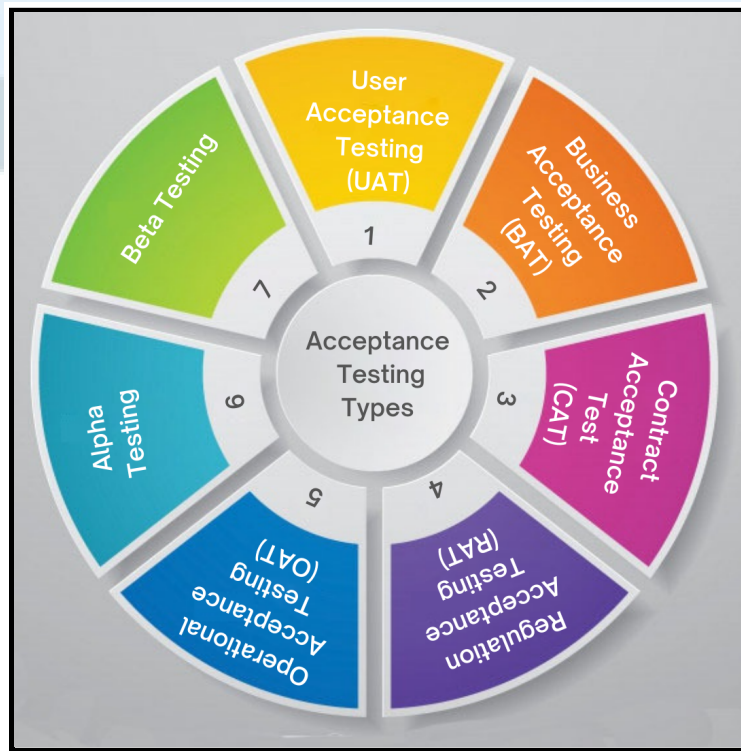 Acceptance
Testing
Types
User
Acceptance
Testing
(UAT)
1
Business
Acceptance
Testing
(BAT)
2
Contract
Acceptance
Test
(CAT)
3
Regulation
Acceptance
Testing
(RAT)
4
Operational
Acceptance
Testing
(OAT)
5
Alpha
Testing
6
Beta Testing
7